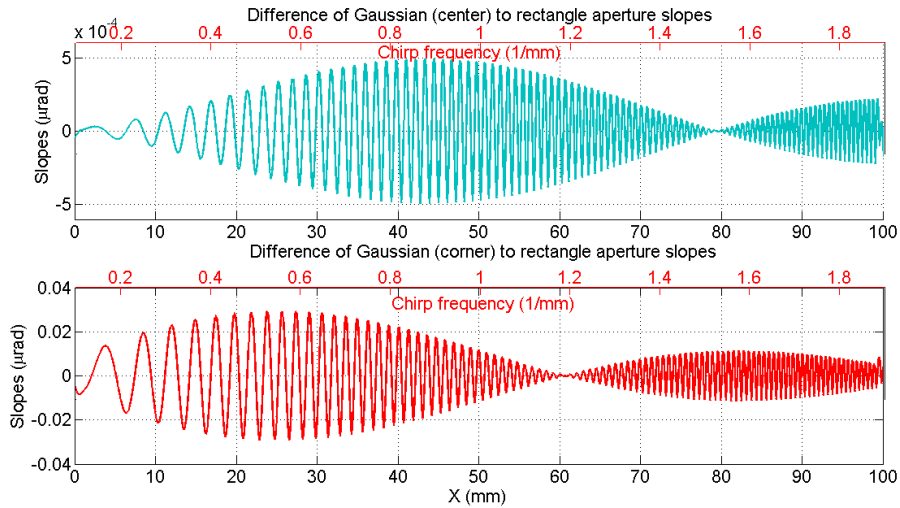 Difference of Gaussian (center) to rectangle aperture slopes
x 10^-4
0.2 0.4 0.6 0.8 1 1.2 1.4 1.6 1.8
Chirp frequency (1/mm)
Slopes (µrad)
5
0
-5
0 10 20 30 40 50 60 70 80 90 100
Difference of Gaussian (corner) to rectangle aperture slopes
0.2 0.4 0.6 0.8 1 1.2 1.4 1.6 1.8
Chirp frequency (1/mm)
Slopes (µrad)
0.04
0.02
0
-0.02
-0.04
0 10 20 30 40 50 60 70 80 90 100
X (mm)